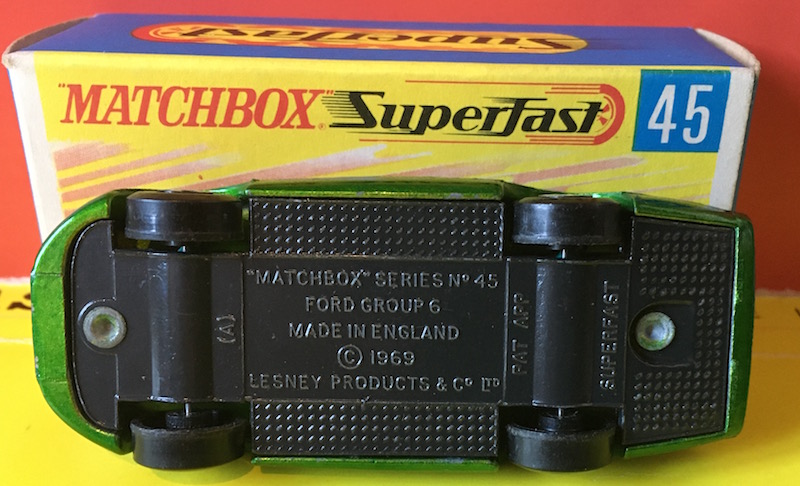 Superfast
"MATCHBOX" Superfast 45
"MATCHBOX" SERIES Nº 45
FORD GROUP 6
MADE IN ENGLAND
© 1969
LESNEY PRODUCTS & Cº LTD
(A)
PAT APP
SUPERFAST